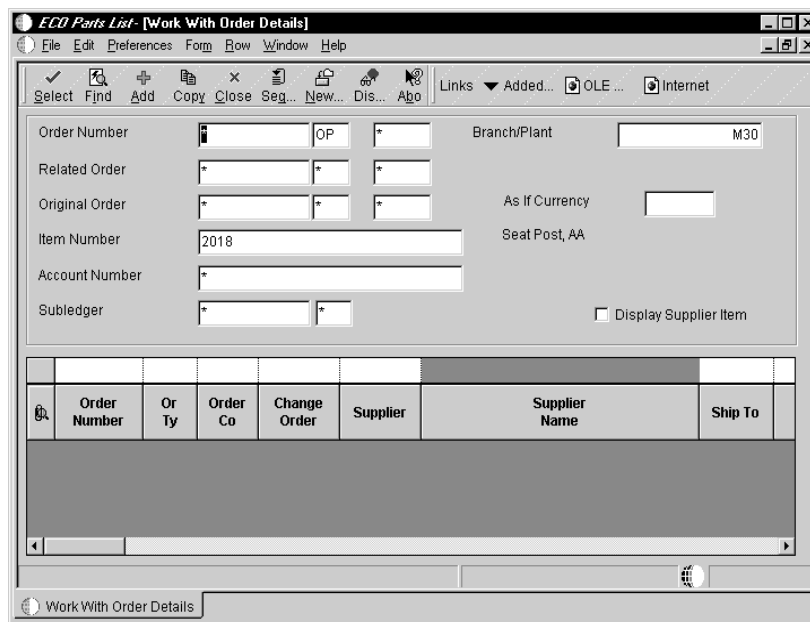 ECO Parts List - [Work With Order Details]
File Edit Preferences Form Row Window Help
Select Find Add Copy Close Seq... New... Dis... Abo Links Added... OLE ... Internet
Order Number * OP * Branch/Plant M30
Related Order * * *
Original Order * * * As If Currency
Item Number 2018 Seat Post, AA
Account Number *
Subledger * * Display Supplier Item
Order Number Or Ty Order Co Change Order Supplier Supplier Name Ship To
Work With Order Details